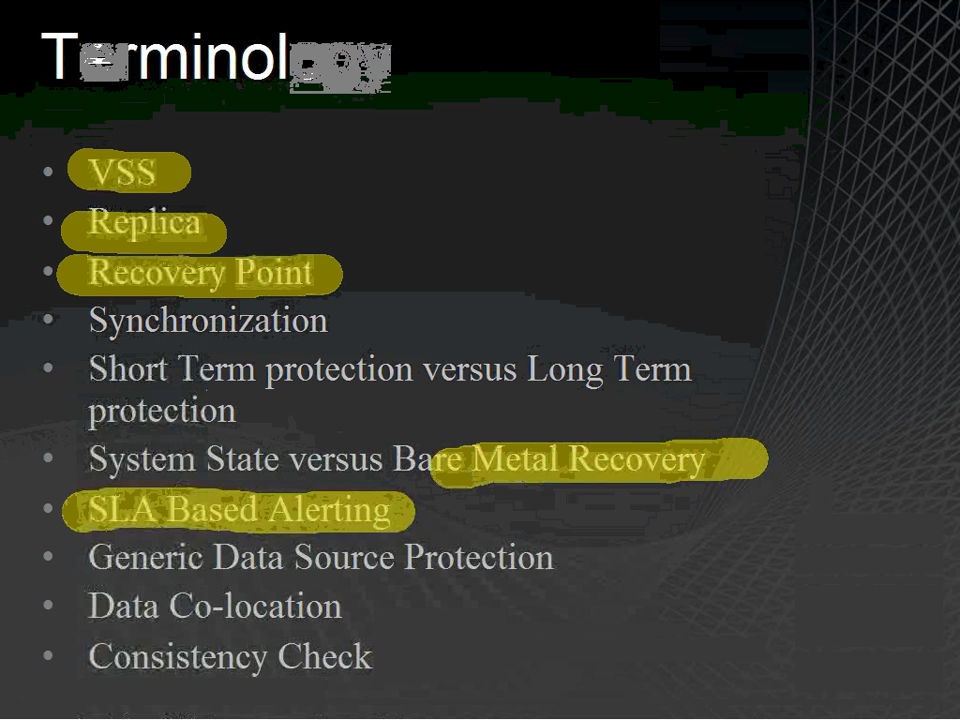 Terminology
• VSS
• Replica
• Recovery Point
• Synchronization
• Short Term protection versus Long Term
protection
• System State versus Bare Metal Recovery
• SLA Based Alerting
• Generic Data Source Protection
• Data Co-location
• Consistency Check